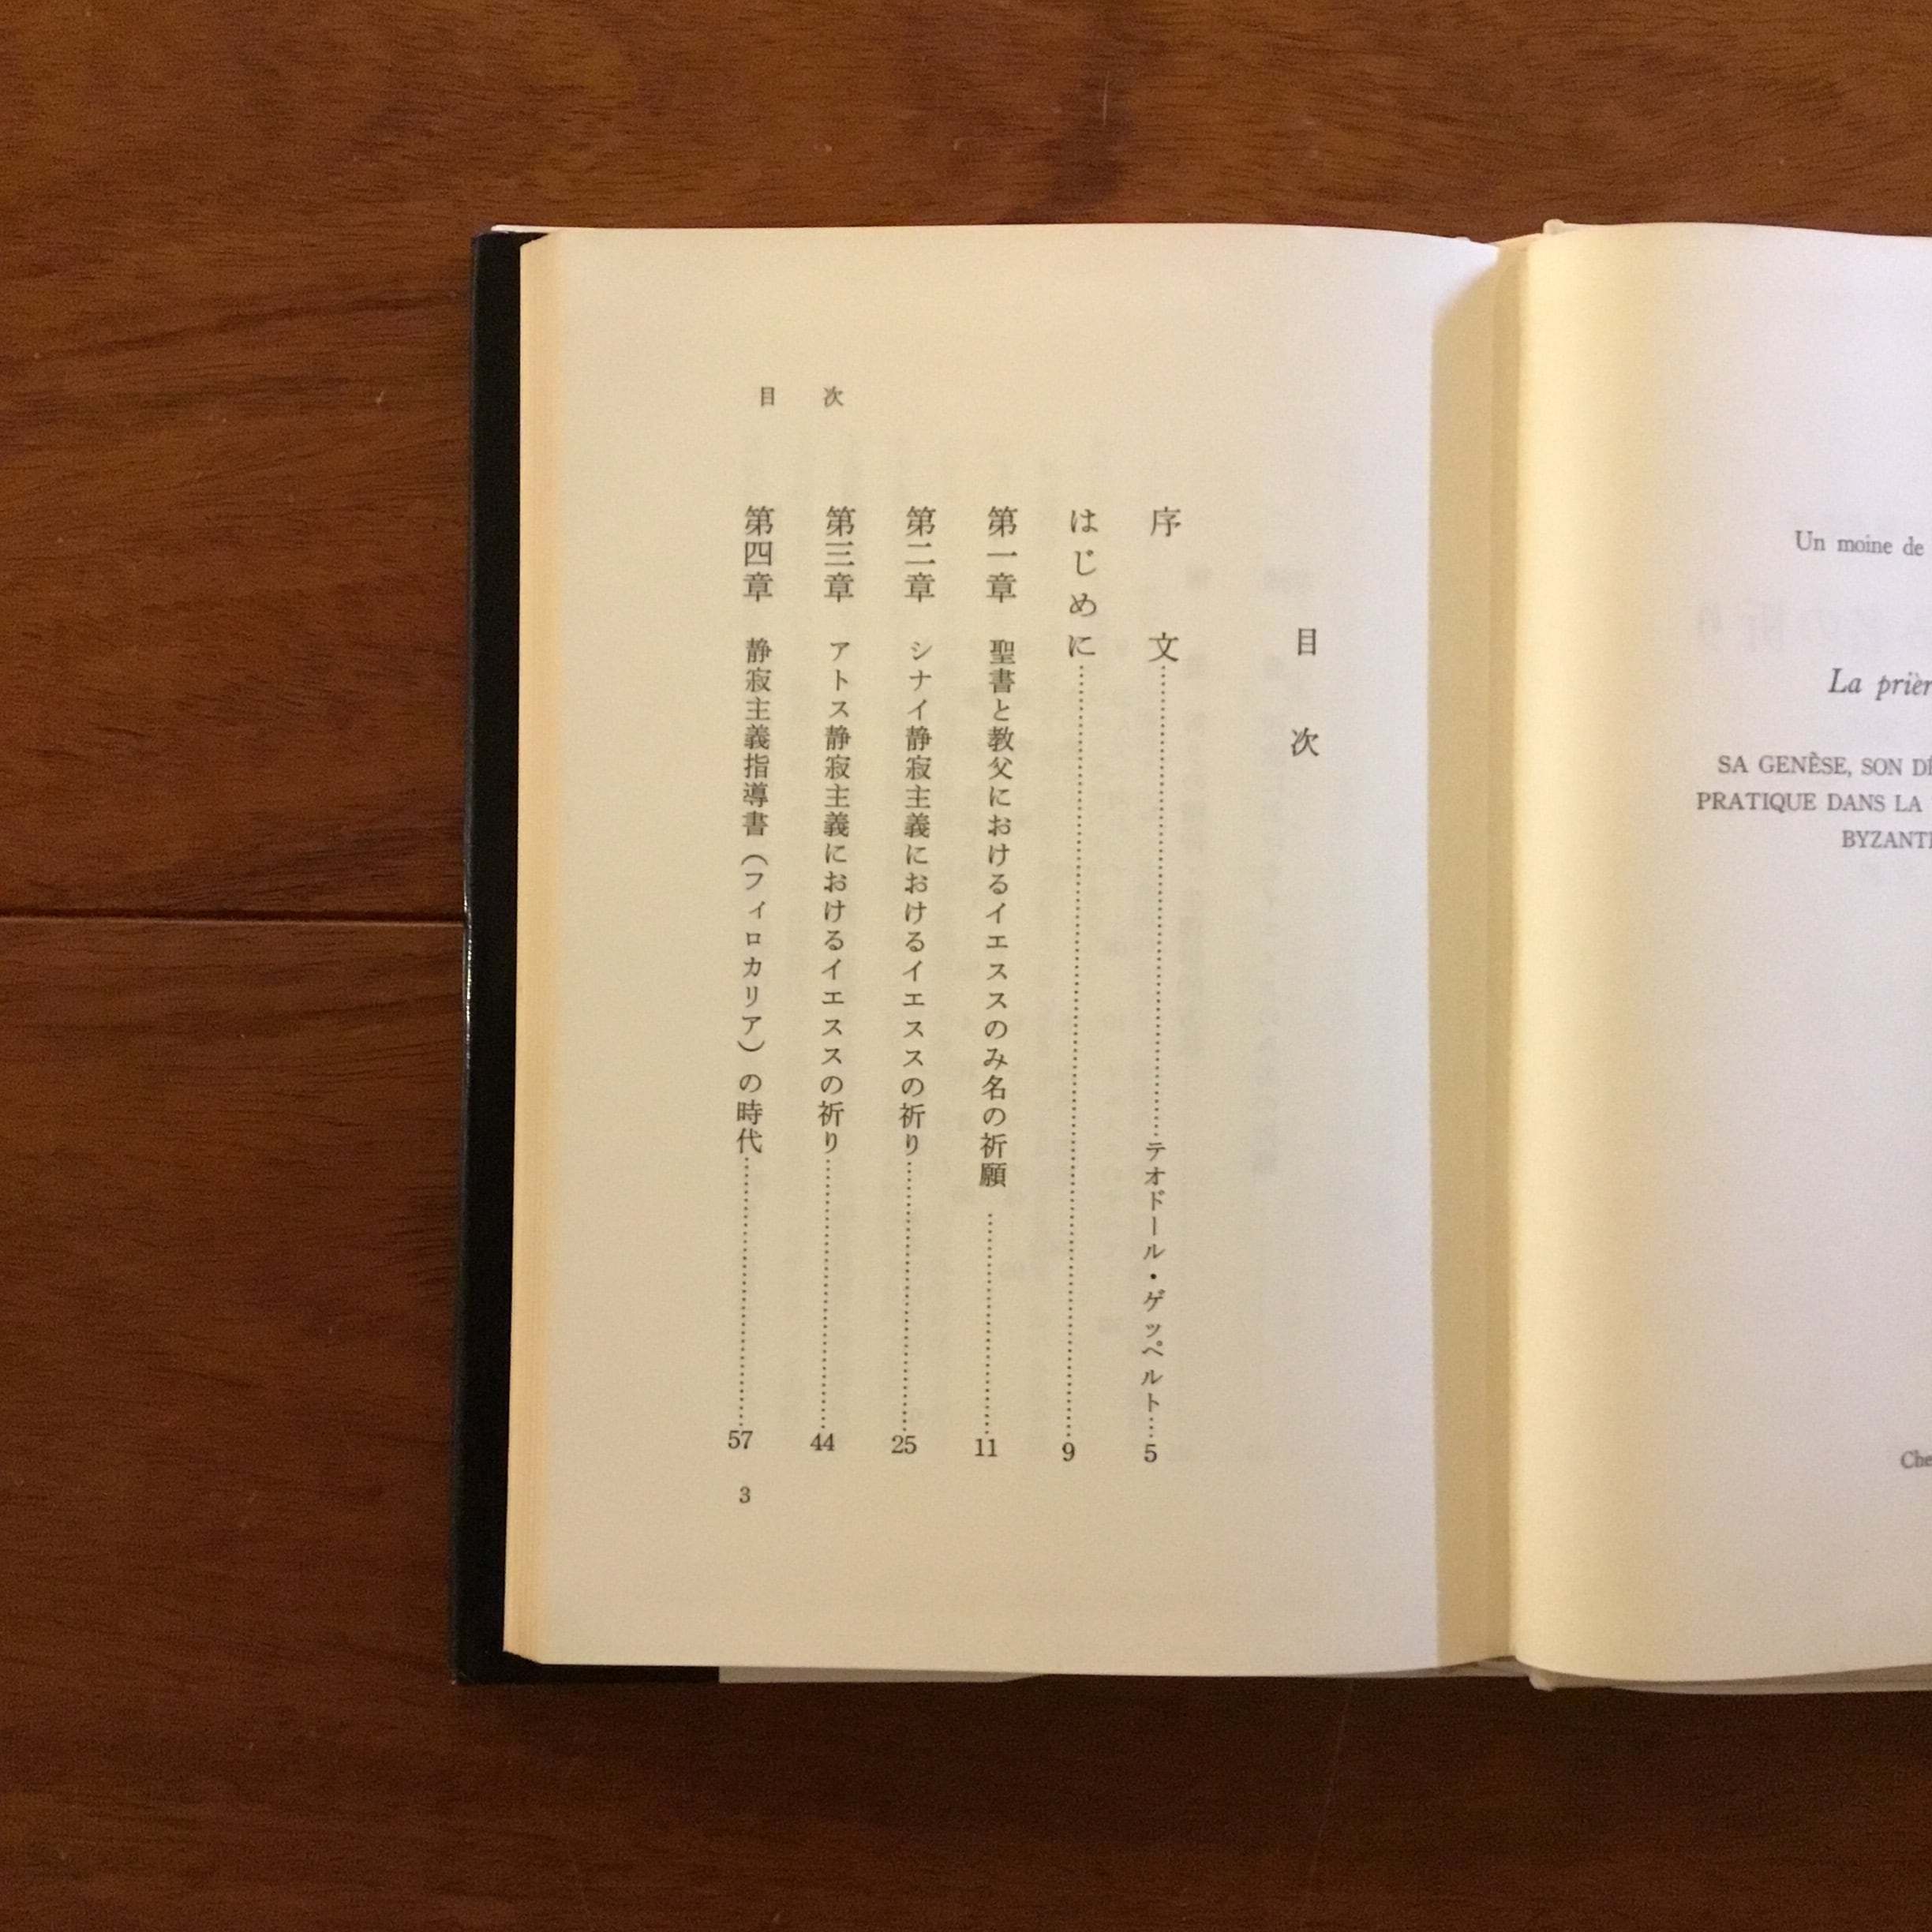 Un moine de
La prièr
SA GENÈSE, SON DÉ
PRATIQUE DANS LA
BYZANTI
Che
目次
目次
序文……テオドール・ゲッペルト…5
はじめに……9
第一章 聖書と教父におけるイエススのみ名の祈願……11
第二章 シナイ静寂主義におけるイエススの祈り……25
第三章 アトス静寂主義におけるイエススの祈り……44
第四章 静寂主義指導書(フィロカリア)の時代……57
3